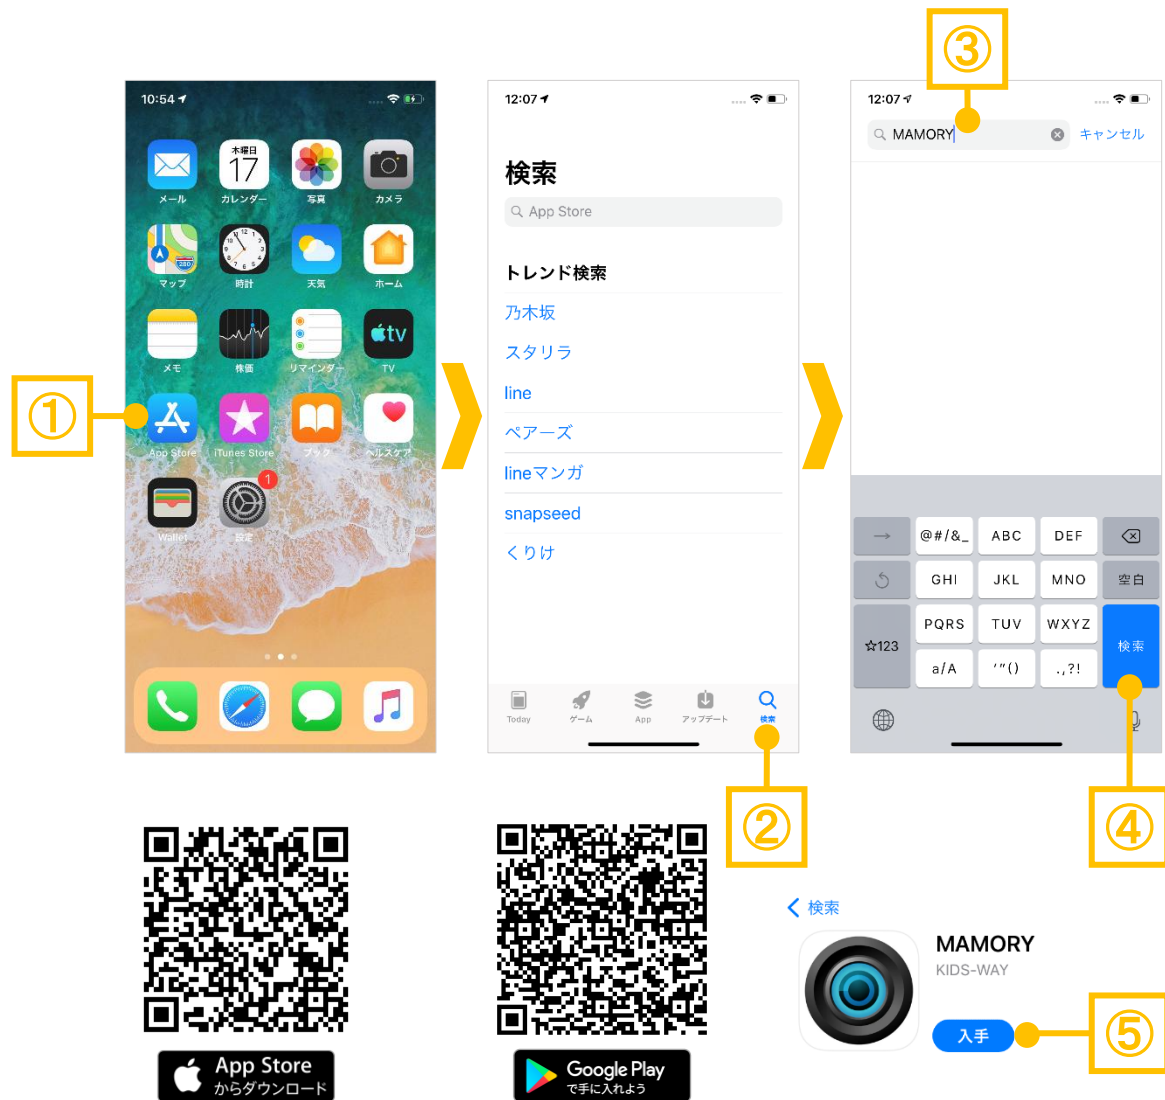 ③
10:54
12:07
12:07
MAMORY
キャンセル
木曜日
17
メール
カレンダー
写真
カメラ
検索
App Store
280
マップ
時計
天気
ホーム
トレンド検索
乃木坂
スタリラ
line
ペアーズ
lineマンガ
snapseed
くりけ
tv
メモ
株価
リマインダー
TV
①
App Store
iTunes Store
ブック
ヘルスケア
1
Wallet
設定
→
@#/&_
ABC
DEF
GHI
JKL
MNO
空白
☆123
PQRS
TUV
WXYZ
検索
a/A
'"()
.,?!
Today
ゲーム
App
アップデート
検索
②
④
App Store
からダウンロード
Google Play
で手に入れよう
検索
MAMORY
KIDS-WAY
入手
⑤